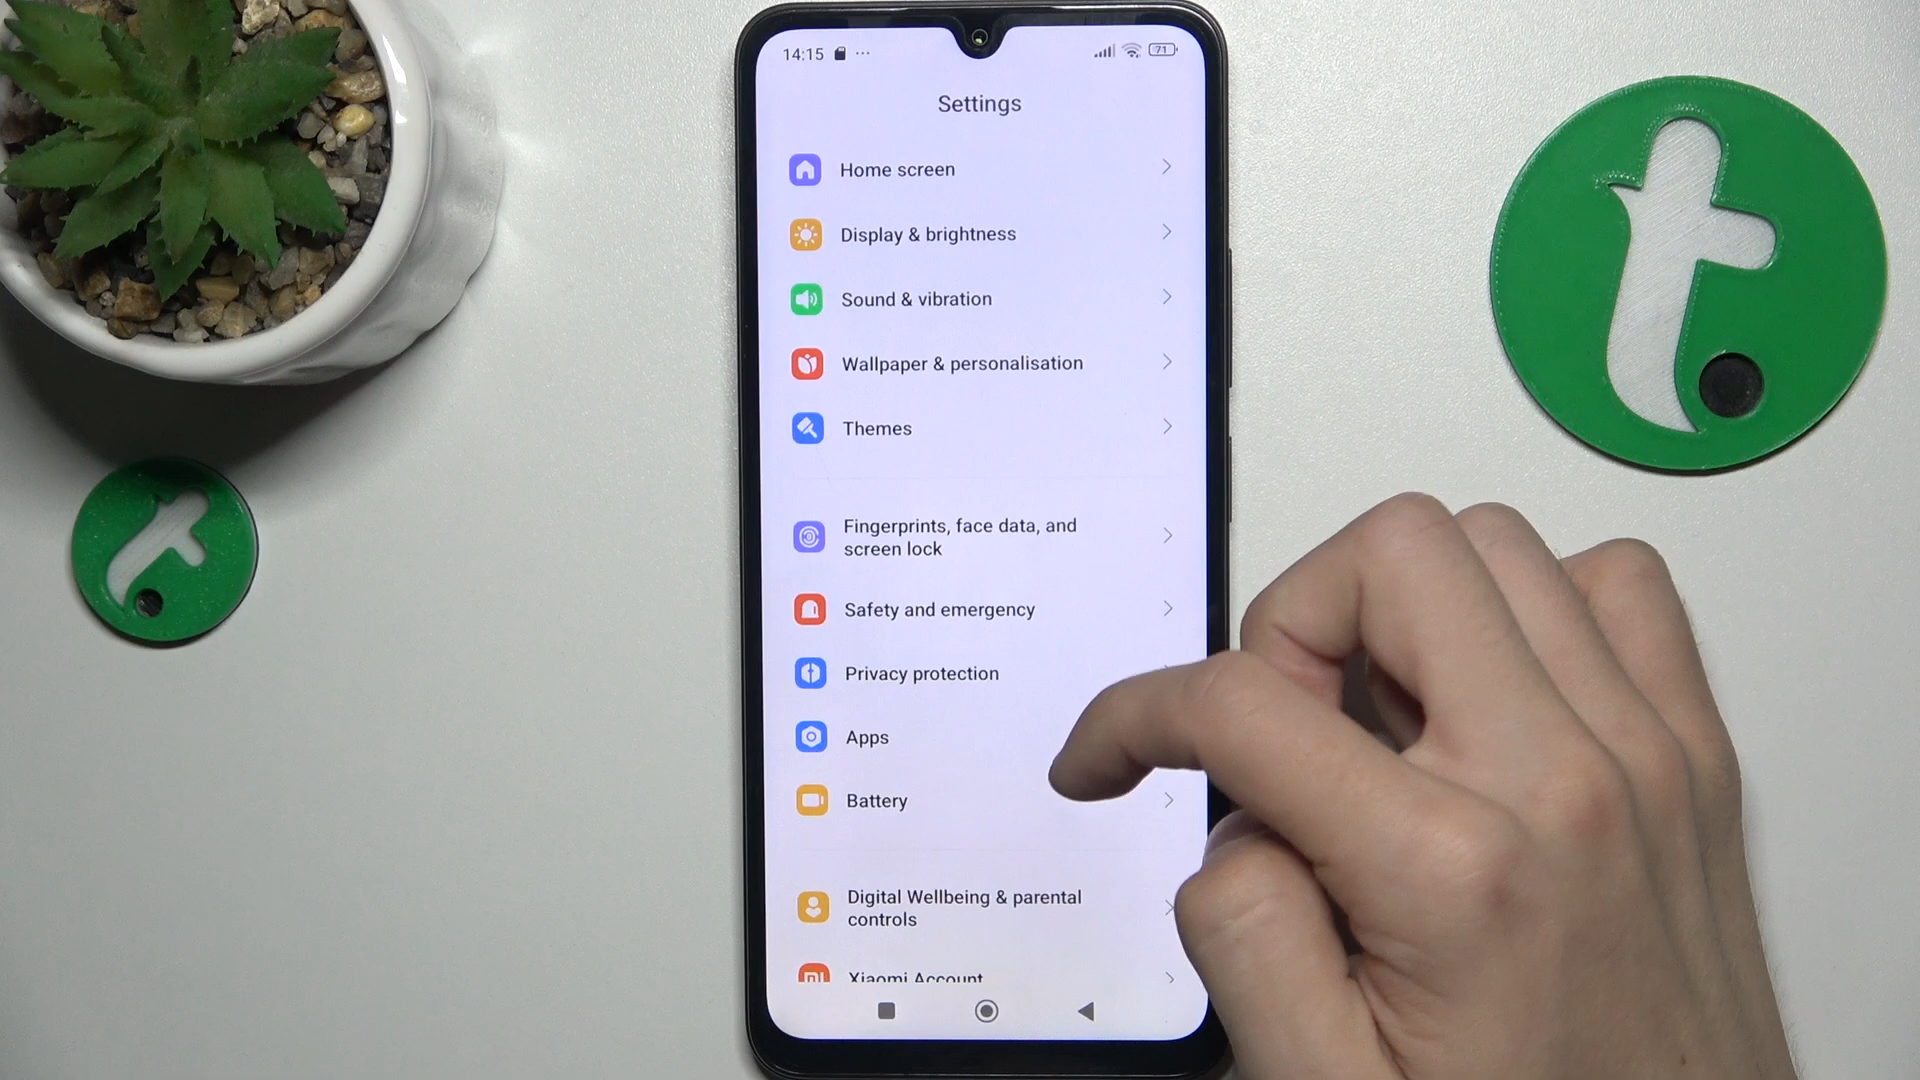 14:15
71
Settings
Home screen
Display & brightness
Sound & vibration
Wallpaper & personalisation
Themes
Fingerprints, face data, and
screen lock
Safety and emergency
Privacy protection
Apps
Battery
Digital Wellbeing & parental
controls
Xiaomi Account